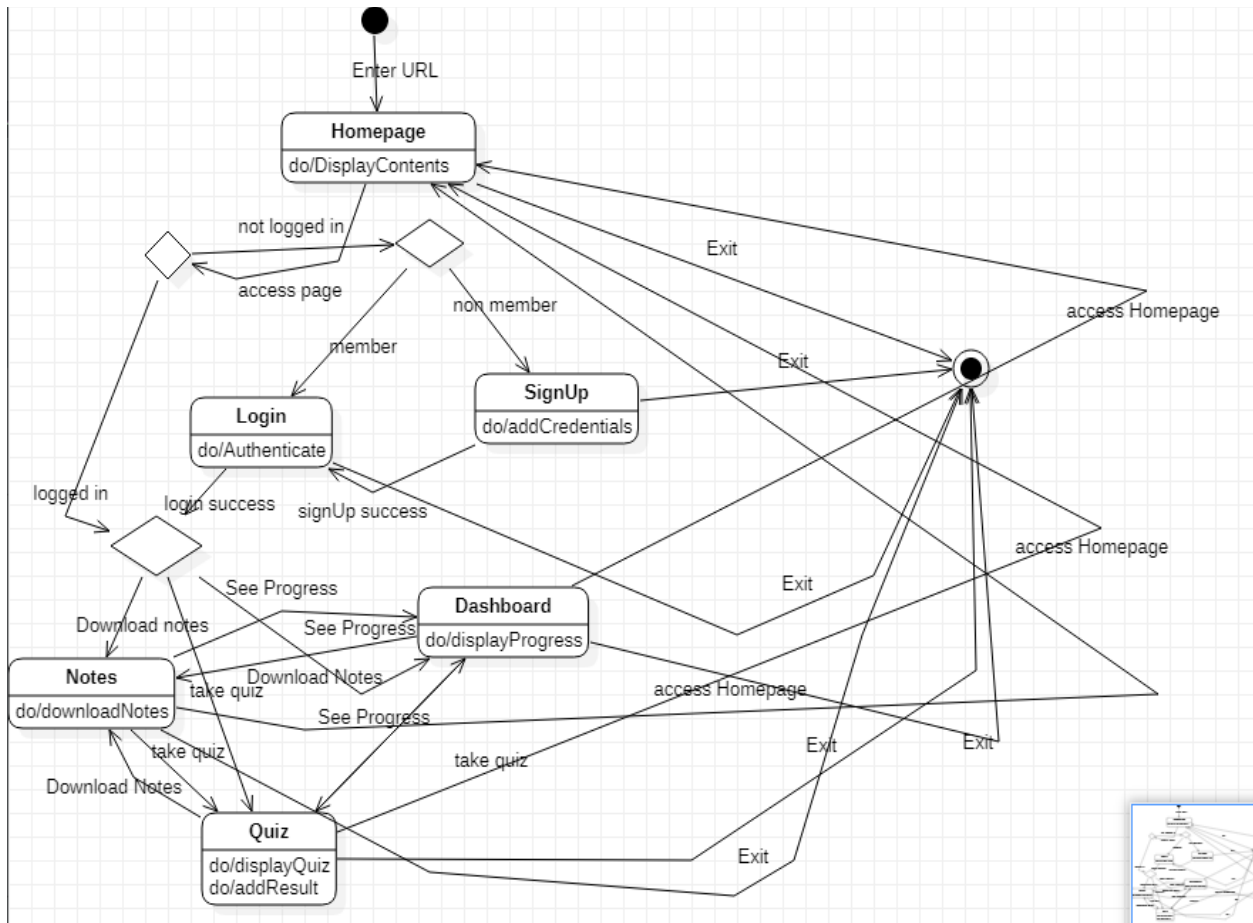 Enter URL
Homepage
do/DisplayContents
not logged in
Exit
access page
non member
access Homepage
member
Exit
SignUp
do/addCredentials
Login
do/Authenticate
logged in
login success
signUp success
access Homepage
Exit
See Progress
Dashboard
do/displayProgress
Download notes
See Progress
Notes
do/downloadNotes
Download Notes
take quiz
access Homepage
See Progress
Exit
Exit
take quiz
take quiz
Download Notes
Quiz
do/displayQuiz
do/addResult
Exit